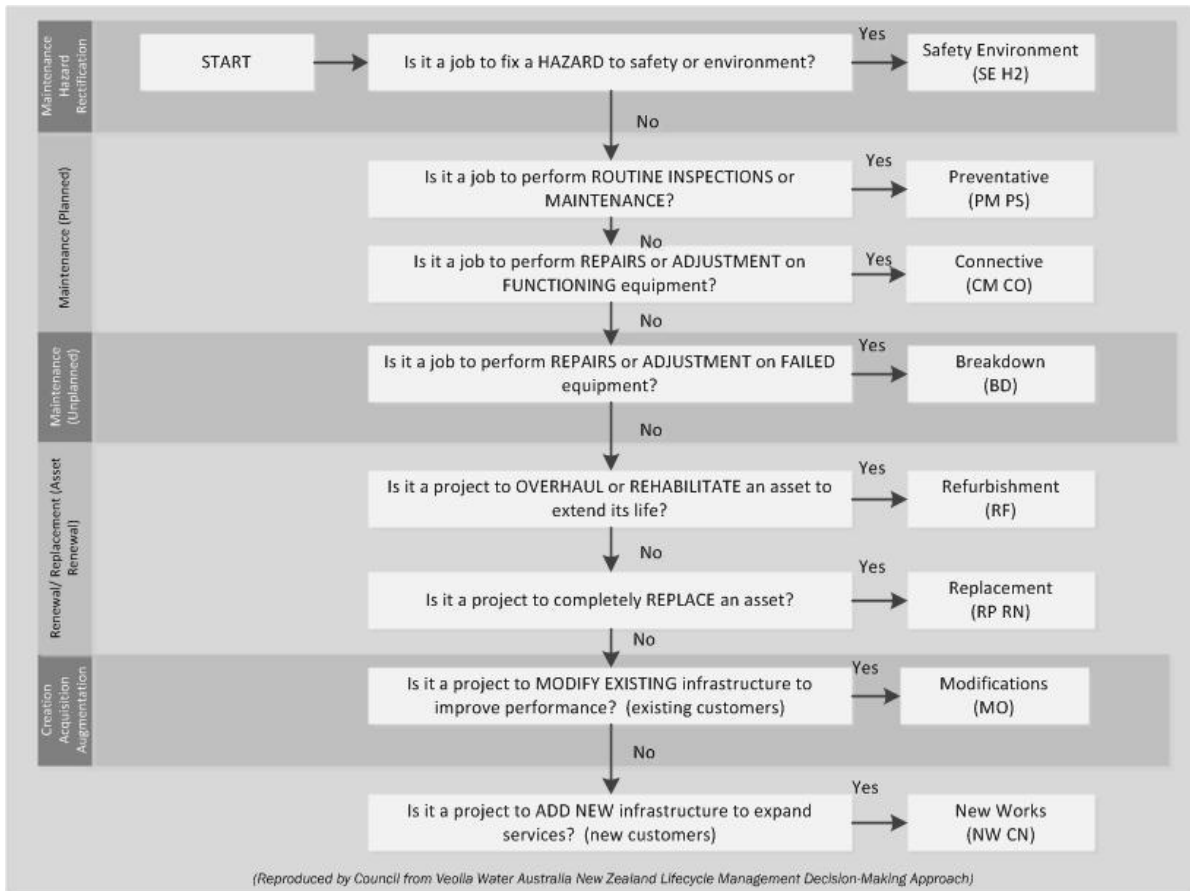 Maintenance
Hazard
Rectification
START
Is it a job to fix a HAZARD to safety or environment?
Yes
Safety Environment
(SE H2)
No
Maintenance (Planned)
Is it a job to perform ROUTINE INSPECTIONS or
MAINTENANCE?
Yes
Preventative
(PM PS)
No
Is it a job to perform REPAIRS or ADJUSTMENT on
FUNCTIONING equipment?
Yes
Connective
(CM CO)
No
Maintenance
(Unplanned)
Is it a job to perform REPAIRS or ADJUSTMENT on FAILED
equipment?
Yes
Breakdown
(BD)
No
Renewal/ Replacement (Asset
Renewal)
Is it a project to OVERHAUL or REHABILITATE an asset to
extend its life?
Yes
Refurbishment
(RF)
No
Is it a project to completely REPLACE an asset?
Yes
Replacement
(RP RN)
No
Creation
Acquisition
Augmentation
Is it a project to MODIFY EXISTING infrastructure to
improve performance? (existing customers)
Yes
Modifications
(MO)
No
Is it a project to ADD NEW infrastructure to expand
services? (new customers)
Yes
New Works
(NW CN)
(Reproduced by Council from Veolla Water Australia New Zealand Lifecycle Management Decision-Making Approach)